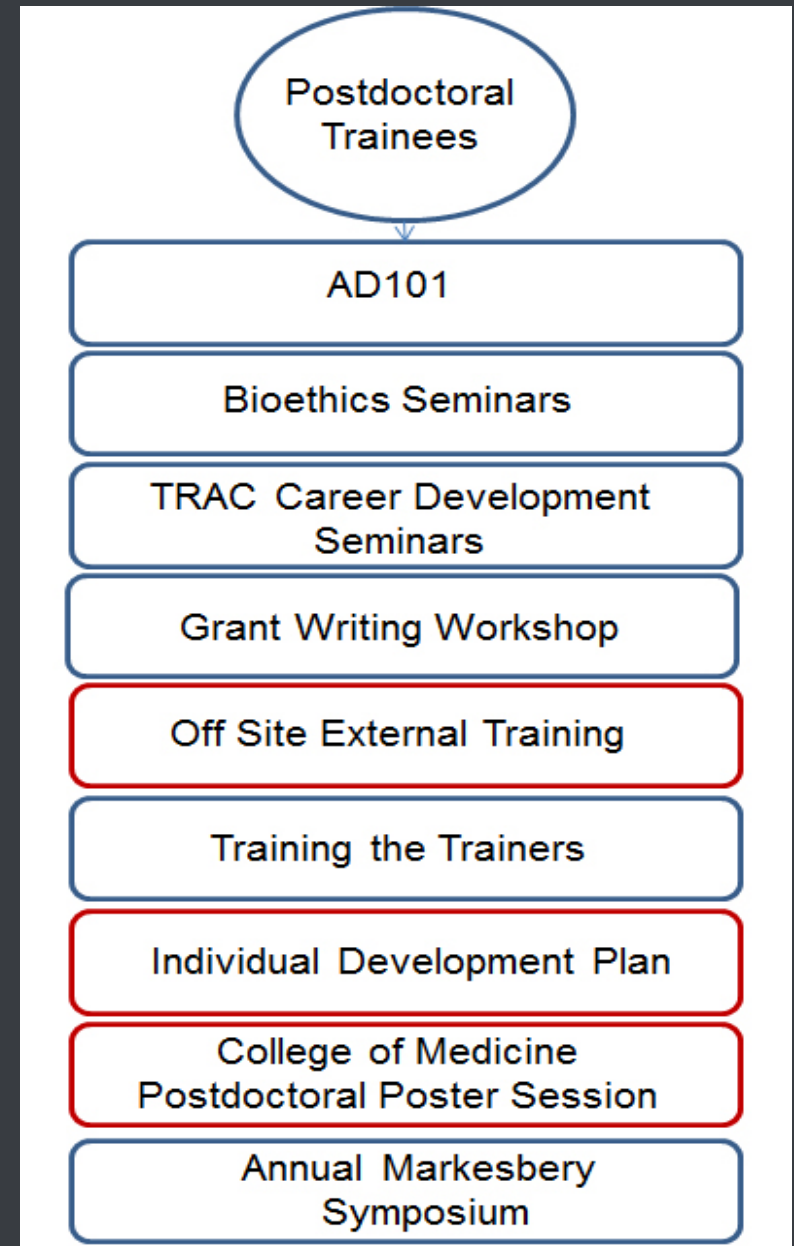 Postdoctoral
Trainees
AD101
Bioethics Seminars
TRAC Career Development
Seminars
Grant Writing Workshop
Off Site External Training
Training the Trainers
Individual Development Plan
College of Medicine
Postdoctoral Poster Session
Annual Markesbery
Symposium